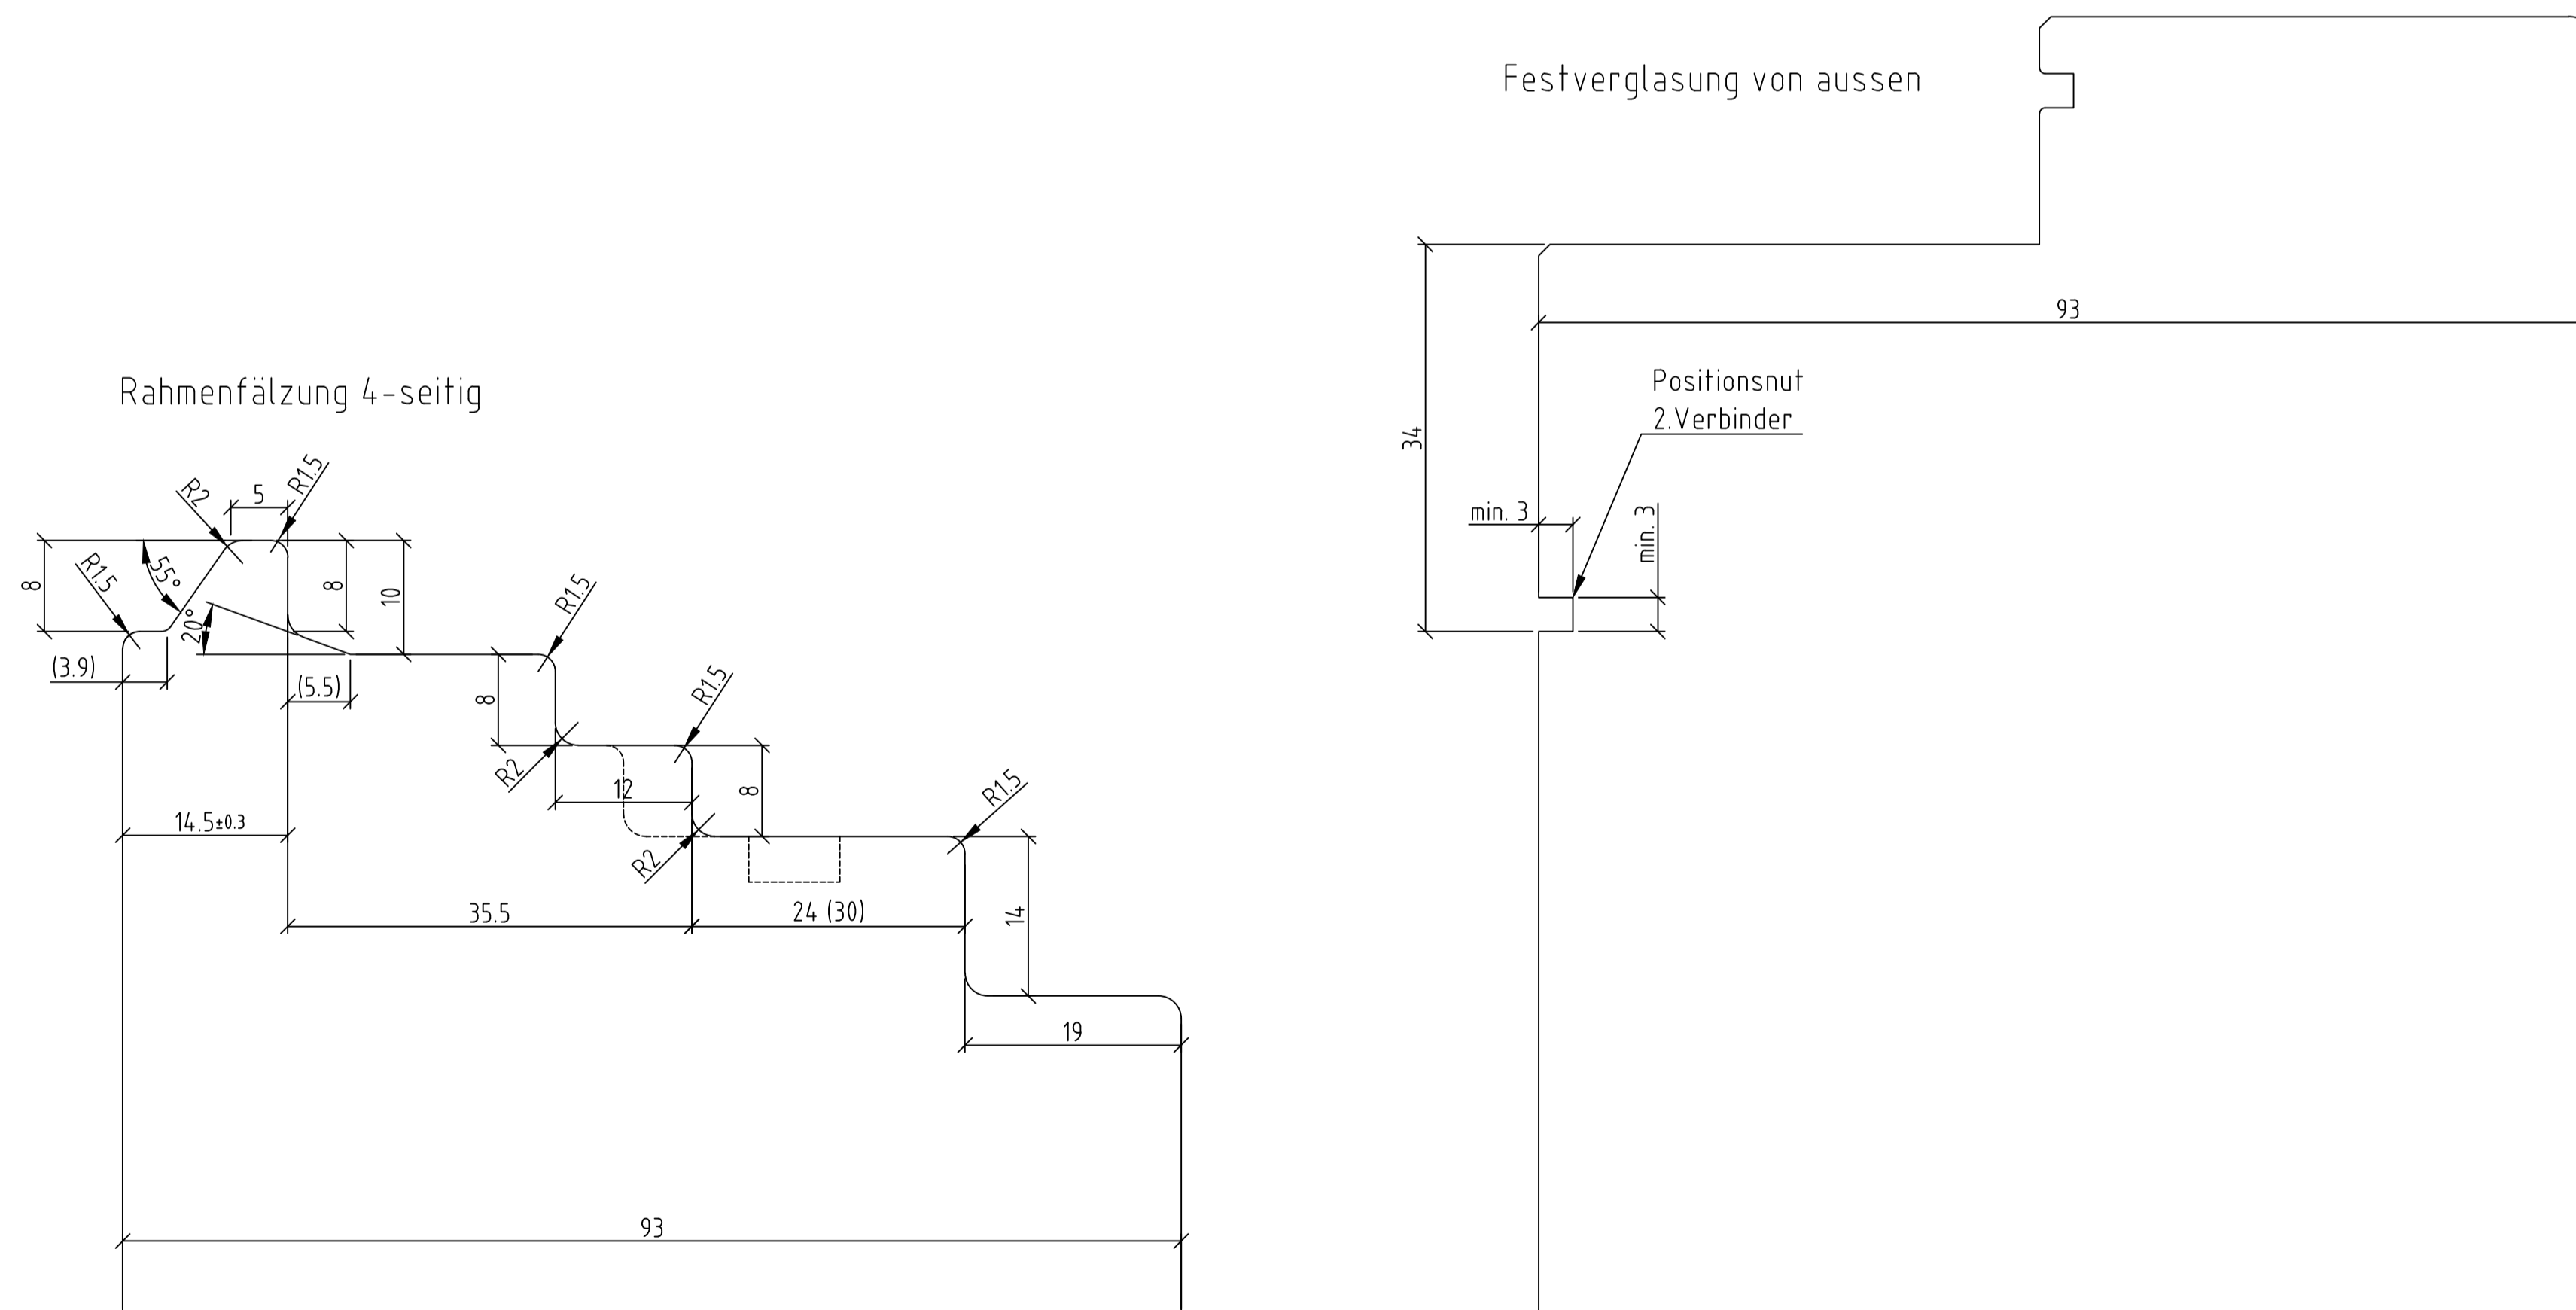 Festverglasung von aussen
93
Positionsnut
2.Verbinder
34
min. 3
min. 3
Rahmenfälzung 4-seitig
R2
5
R1.5
8
R1.5
55°
20°
8
10
(3.9)
(5.5)
R1.5
8
R2
12
R1.5
8
R2
R1.5
14.5±0.3
35.5
24 (30)
14
19
93